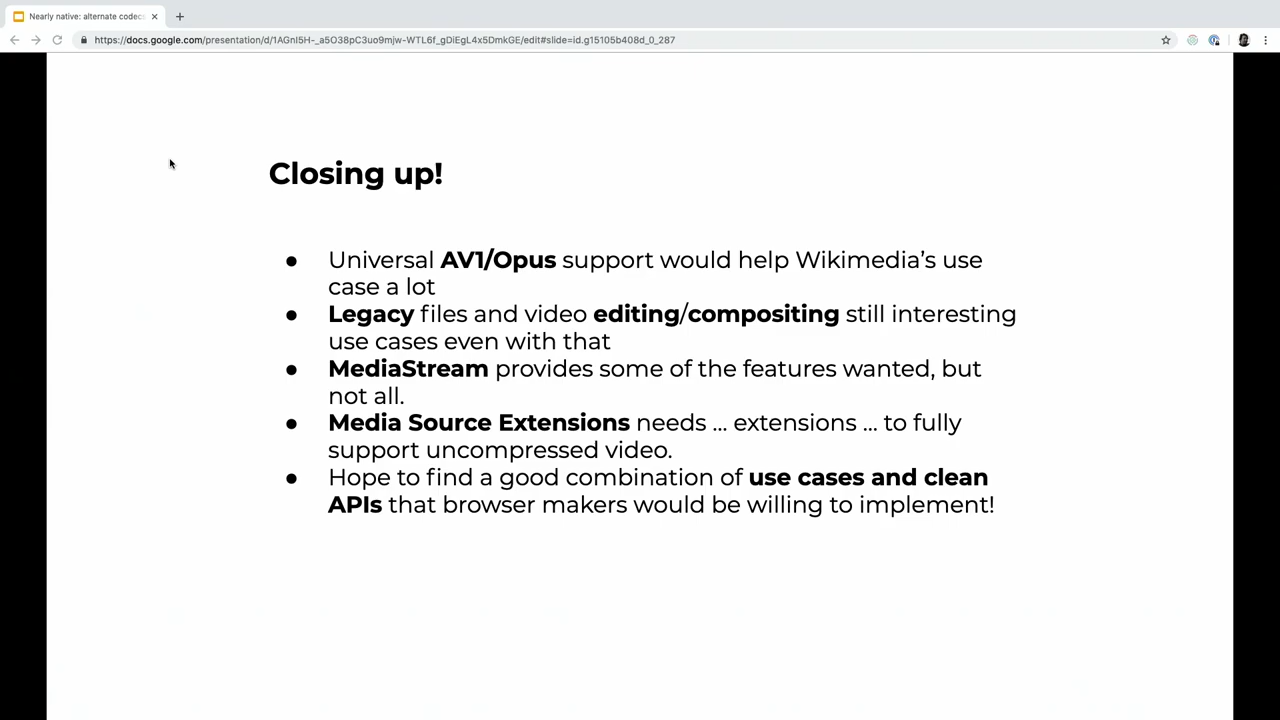 Nearly native: alternate codecs
https://docs.google.com/presentation/d/1AGnI5H-_a5O38pC3uo9mjw-WTL6f_gDiEgL4x5DmkGE/edit#slide=id.g15105b408d_0_287
Closing up!
● Universal AV1/Opus support would help Wikimedia’s use
case a lot
● Legacy files and video editing/compositing still interesting
use cases even with that
● MediaStream provides some of the features wanted, but
not all.
● Media Source Extensions needs ... extensions ... to fully
support uncompressed video.
● Hope to find a good combination of use cases and clean
APIs that browser makers would be willing to implement!